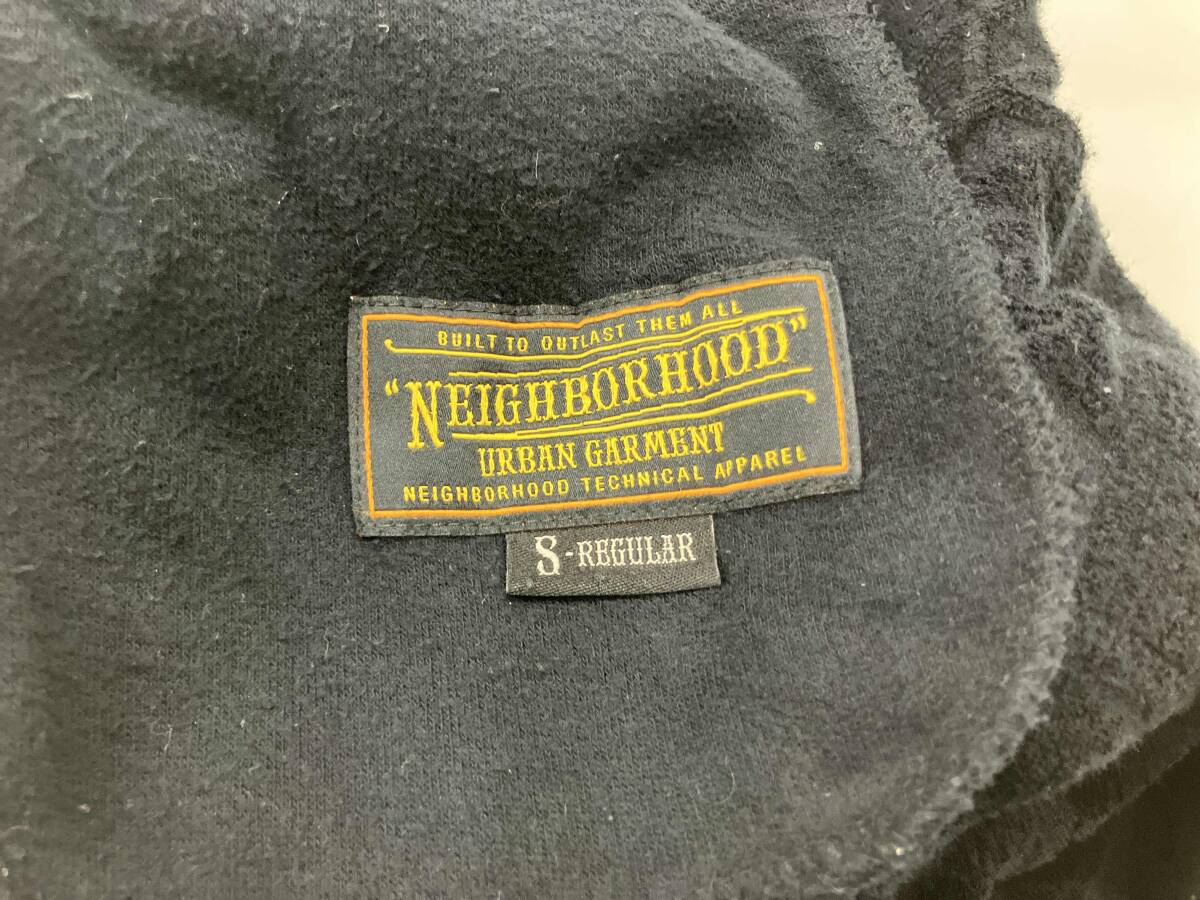 BUILT TO OUTLAST THEM ALL
"NEIGHBORHOOD"
URBAN GARMENT
NEIGHBORHOOD TECHNICAL APPAREL
S-REGULAR